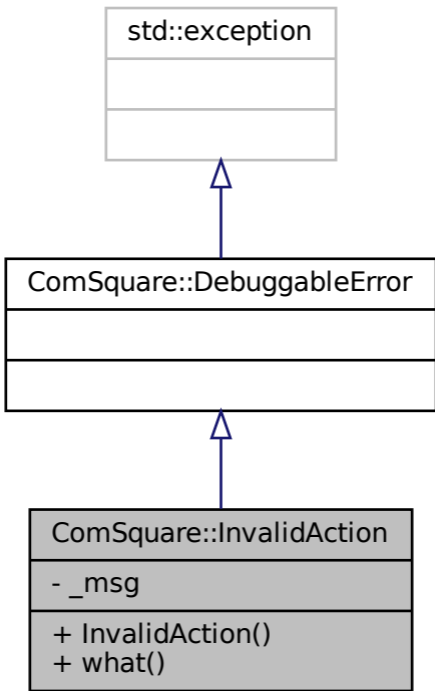 std::exception
ComSquare::DebuggableError
ComSquare::InvalidAction
- _msg
+ InvalidAction()
+ what()